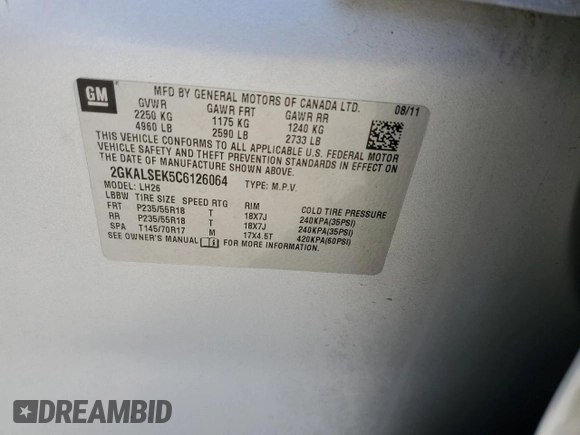 GM
MFD BY GENERAL MOTORS OF CANADA LTD.
08/11
GVWR GAWR FRT GAWR RR
2250 KG 1175 KG 1240 KG
4960 LB 2590 LB 2733 LB
THIS VEHICLE CONFORMS TO ALL APPLICABLE U.S. FEDERAL MOTOR
VEHICLE SAFETY AND THEFT PREVENTION STANDARDS IN EFFECT ON
THE DATE OF MANUFACTURE SHOWN ABOVE.
2GKALSEK5C6126064 TYPE: M.P.V.
MODEL: LH26
LBBW TIRE SIZE SPEED RTG RIM COLD TIRE PRESSURE
FRT P235/55R18 T 18X7J 240KPA(35PSI)
RR P235/55R18 T 18X7J 240KPA(35PSI)
SPA T145/70R17 M 17X4.5T 420KPA(60PSI)
SEE OWNER'S MANUAL FOR MORE INFORMATION.
DREAMBID